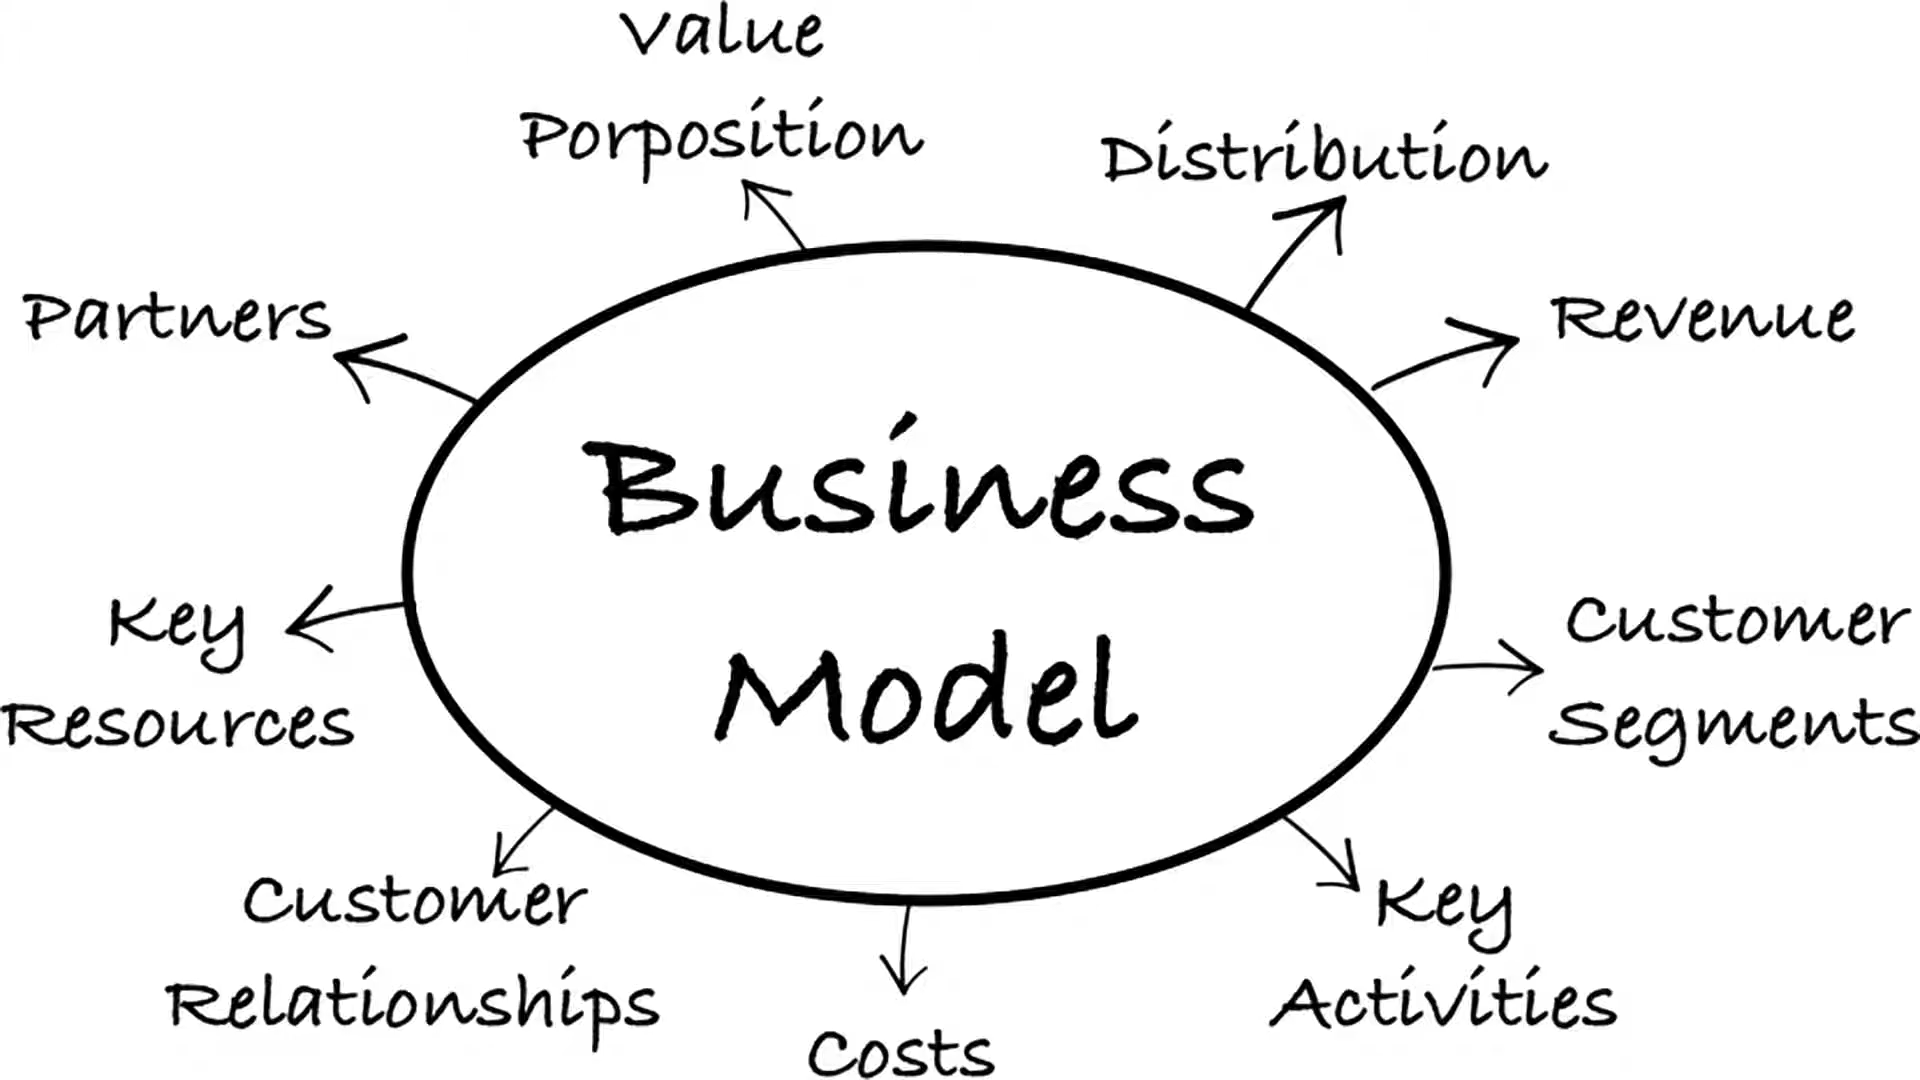 Value
Porposition
Distribution
Partners
Revenue
Business
Model
Key
Resources
Customer
Segments
Customer
Relationships
Costs
Key
Activities